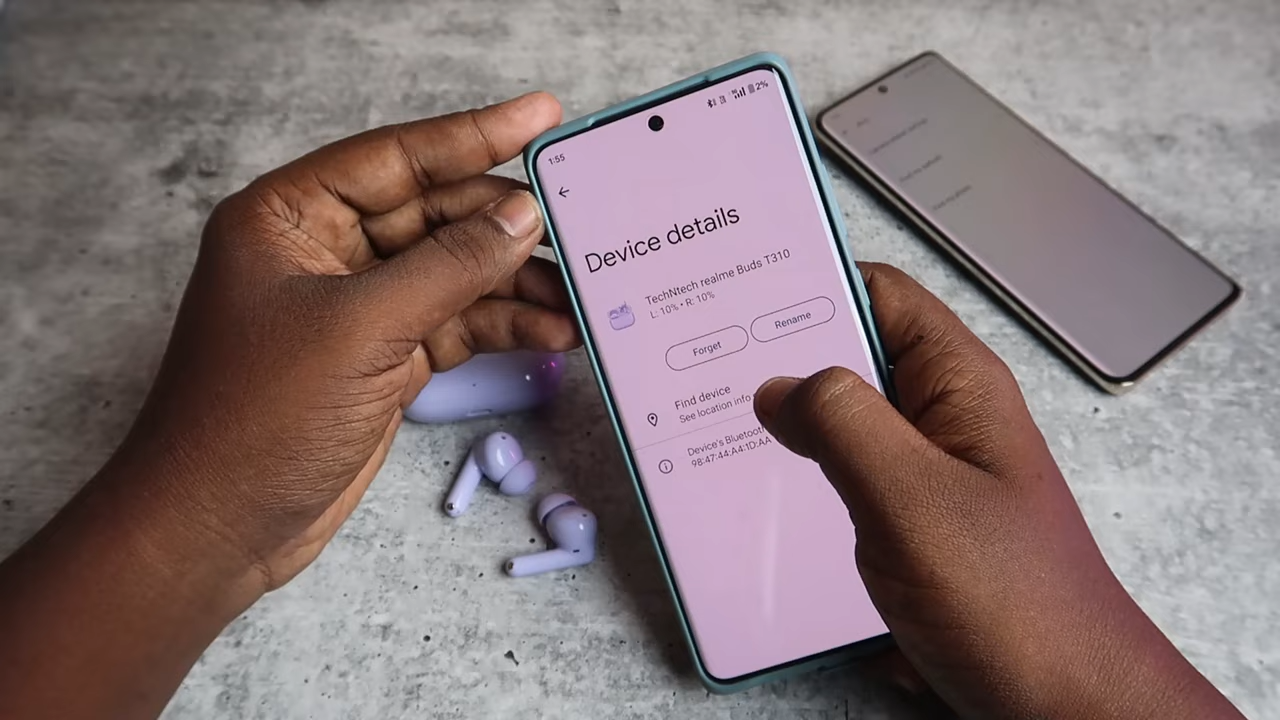 1:55
2%
Device details
TechNtech realme Buds T310
L: 10% • R: 10%
Forget
Rename
Find device
See location info
Device's Bluetooth
98:47:44:A4:1D:AA